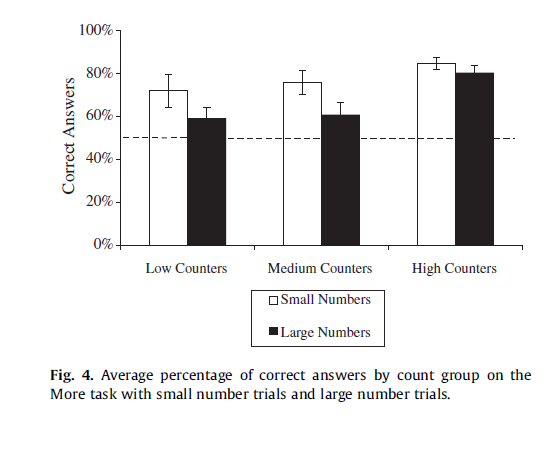 100%
80%
60%
40%
20%
0%
Correct Answers
Low Counters Medium Counters High Counters
Small Numbers
Large Numbers
Fig. 4. Average percentage of correct answers by count group on the
More task with small number trials and large number trials.